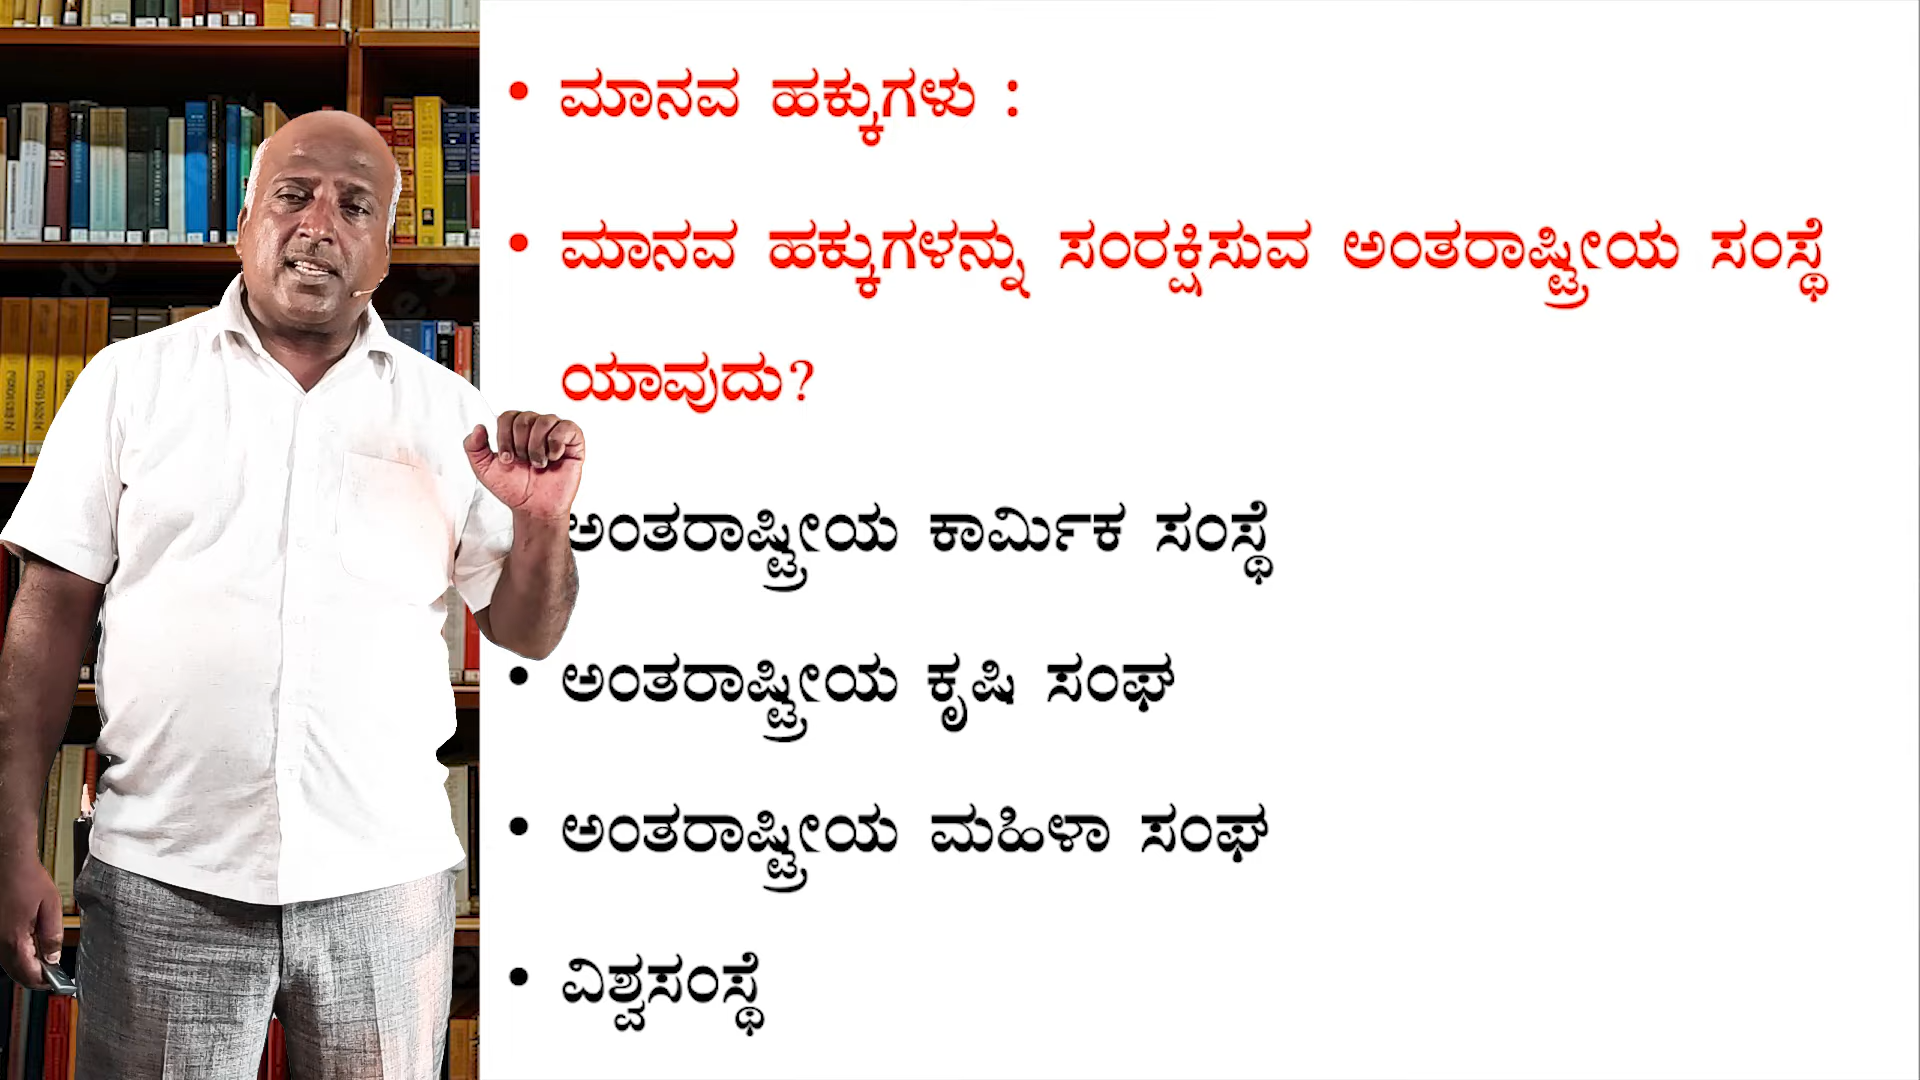 • ಮಾನವ ಹಕ್ಕುಗಳು :
• ಮಾನವ ಹಕ್ಕುಗಳನ್ನು ಸಂರಕ್ಷಿಸುವ ಅಂತರಾಷ್ಟ್ರೀಯ ಸಂಸ್ಥೆ
ಯಾವುದು?
ಅಂತರಾಷ್ಟ್ರೀಯ ಕಾರ್ಮಿಕ ಸಂಸ್ಥೆ
• ಅಂತರಾಷ್ಟ್ರೀಯ ಕೃಷಿ ಸಂಘ
• ಅಂತರಾಷ್ಟ್ರೀಯ ಮಹಿಳಾ ಸಂಘ
• ವಿಶ್ವಸಂಸ್ಥೆ